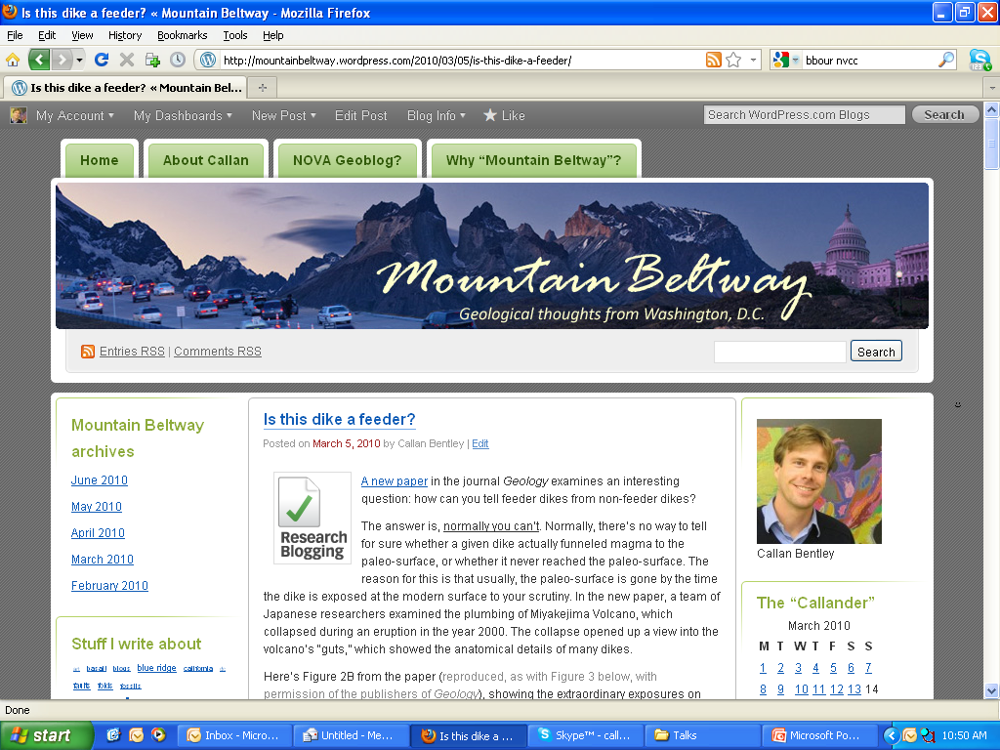 Is this dike a feeder? « Mountain Beltway - Mozilla Firefox
File Edit View History Bookmarks Tools Help
http://mountainbeltway.wordpress.com/2010/03/05/is-this-dike-a-feeder/
bbour nvcc
Is this dike a feeder? « Mountain Bel...
My Account My Dashboards New Post Edit Post Blog Info Like
Search WordPress.com Blogs Search
Home About Callan NOVA Geoblog? Why “Mountain Beltway”?
Mountain Beltway
Geological thoughts from Washington, D.C.
Entries RSS | Comments RSS
Search
Mountain Beltway
archives
June 2010
May 2010
April 2010
March 2010
February 2010
Stuff I write about
basalt blogs blue ridge california
faults folds fossils
Is this dike a feeder?
Posted on March 5, 2010 by Callan Bentley | Edit
Research
Blogging
A new paper in the journal Geology examines an interesting
question: how can you tell feeder dikes from non-feeder dikes?
The answer is, normally you can't. Normally, there's no way to tell
for sure whether a given dike actually funneled magma to the
paleo-surface, or whether it never reached the paleo-surface. The
reason for this is that usually, the paleo-surface is gone by the time
the dike is exposed at the modern surface to your scrutiny. In the new paper, a team of
Japanese researchers examined the plumbing of Miyakejima Volcano, which
collapsed during an eruption in the year 2000. The collapse opened up a view into the
volcano's "guts," which showed the anatomical details of many dikes.
Here's Figure 2B from the paper (reproduced, as with Figure 3 below, with
permission of the publishers of Geology), showing the extraordinary exposures on
Callan Bentley
The “Callander”
March 2010
M T W T F S S
1 2 3 4 5 6 7
8 9 10 11 12 13 14
Done
start
Inbox - Micro...
Untitled - Me...
Is this dike a ...
Skype™ - call...
Talks
Microsoft Po...
10:50 AM